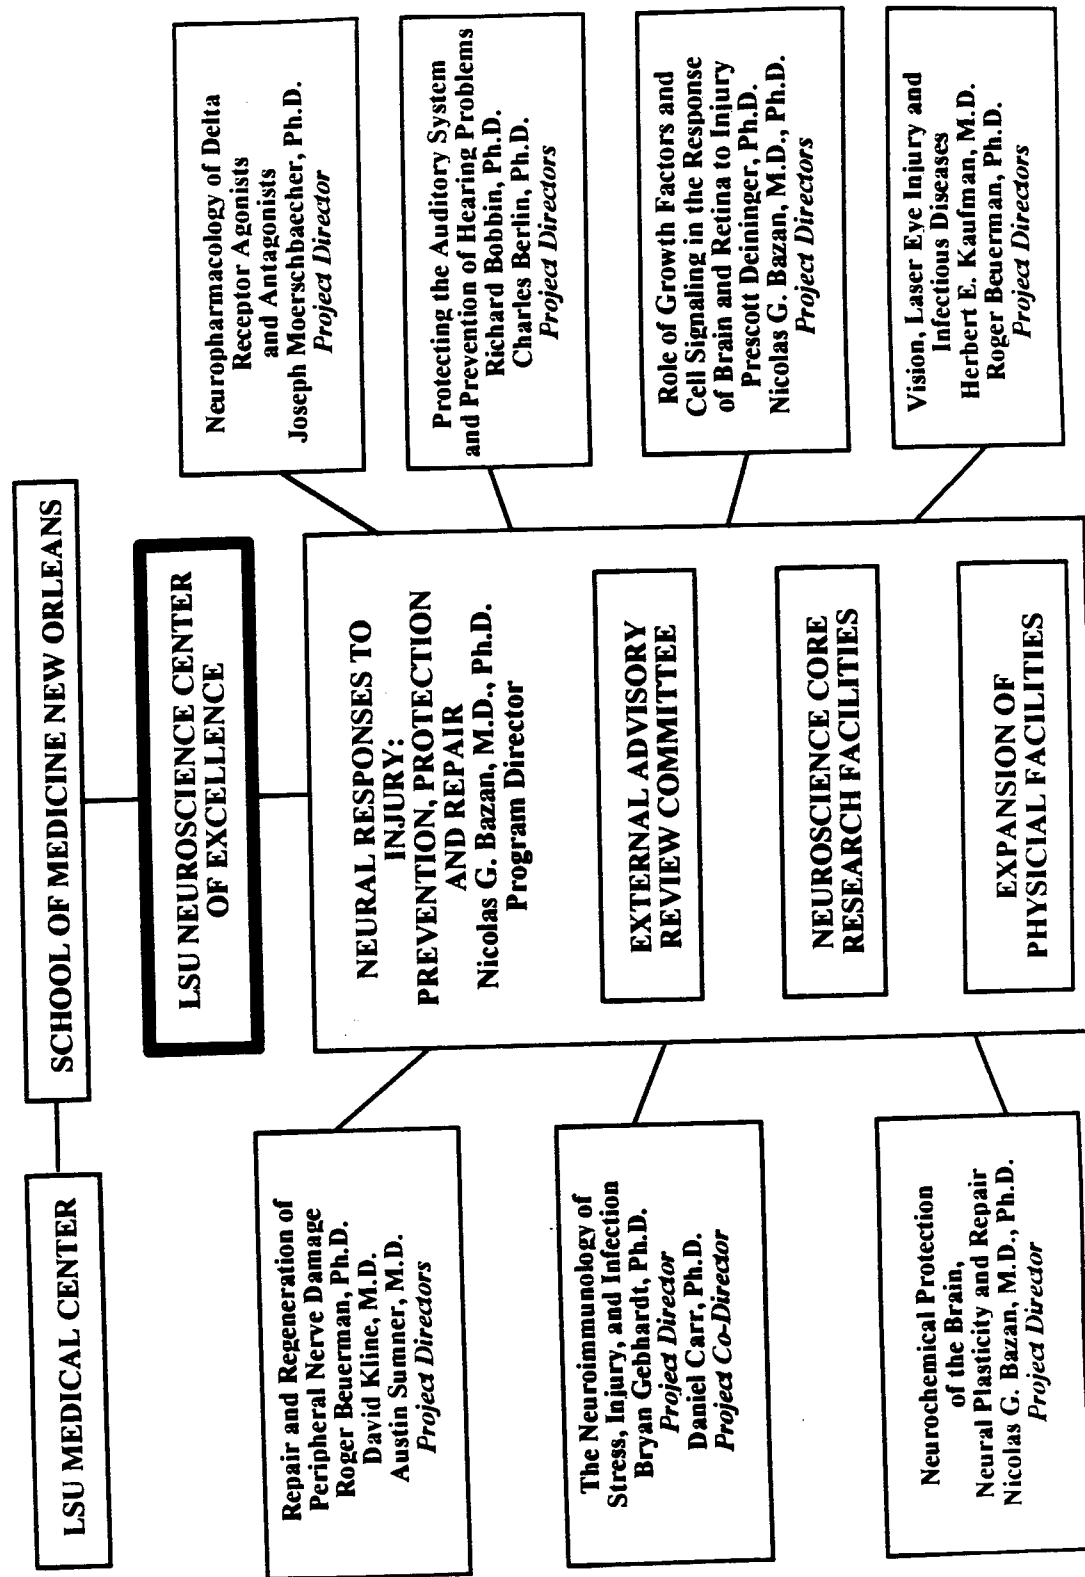 LSU MEDICAL CENTER
SCHOOL OF MEDICINE NEW ORLEANS
LSU NEUROSCIENCE CENTER
OF EXCELLENCE
NEURAL RESPONSES TO
INJURY:
PREVENTION, PROTECTION
AND REPAIR
Nicolas G. Bazan, M.D., Ph.D.
Program Director
EXTERNAL ADVISORY
REVIEW COMMITTEE
NEUROSCIENCE CORE
RESEARCH FACILITIES
EXPANSION OF
PHYSICIAL FACILITIES
Repair and Regeneration of
Peripheral Nerve Damage
Roger Beuerman, Ph.D.
David Kline, M.D.
Austin Sumner, M.D.
Project Directors
The Neuroimmunology of
Stress, Injury, and Infection
Bryan Gebhardt, Ph.D.
Project Director
Daniel Carr, Ph.D.
Project Co-Director
Neurochemical Protection
of the Brain,
Neural Plasticity and Repair
Nicolas G. Bazan, M.D., Ph.D.
Project Director
Neuropharmacology of Delta
Receptor Agonists
and Antagonists
Joseph Moerschbaecher, Ph.D.
Project Director
Protecting the Auditory System
and Prevention of Hearing Problems
Richard Bobbin, Ph.D.
Charles Berlin, Ph.D.
Project Directors
Role of Growth Factors and
Cell Signaling in the Response
of Brain and Retina to Injury
Prescott Deininger, Ph.D.
Nicolas G. Bazan, M.D., Ph.D.
Project Directors
Vision, Laser Eye Injury and
Infectious Diseases
Herbert E. Kaufman, M.D.
Roger Beuerman, Ph.D.
Project Directors